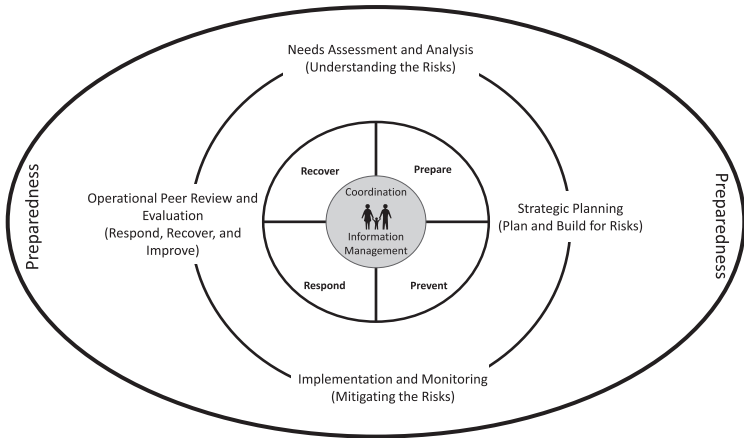 Needs Assessment and Analysis
(Understanding the Risks)
Preparedness
Recover
Prepare
Coordination
Operational Peer Review and
Evaluation
(Respond, Recover, and
Improve)
Strategic Planning
(Plan and Build for Risks)
Preparedness
Information
Management
Respond
Prevent
Implementation and Monitoring
(Mitigating the Risks)